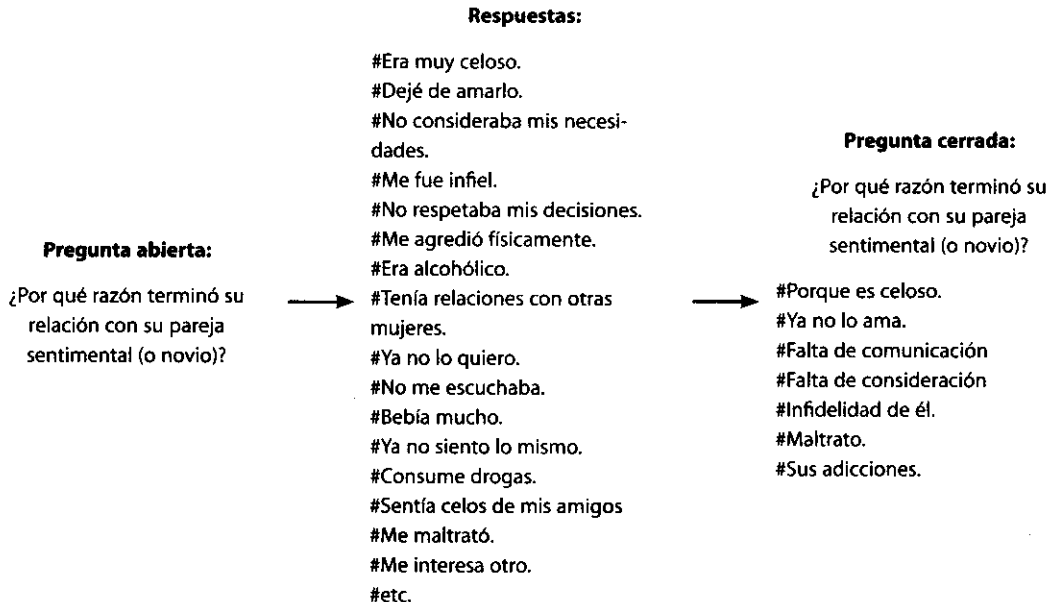 Pregunta abierta:
¿Por qué razón terminó su
relación con su pareja
sentimental (o novio)?
Respuestas:
#Era muy celoso.
#Dejé de amarlo.
#No consideraba mis necesi-
dades.
#Me fue infiel.
#No respetaba mis decisiones.
#Me agredió físicamente.
#Era alcohólico.
#Tenía relaciones con otras
mujeres.
#Ya no lo quiero.
#No me escuchaba.
#Bebía mucho.
#Ya no siento lo mismo.
#Consume drogas.
#Sentía celos de mis amigos
#Me maltrató.
#Me interesa otro.
#etc.
Pregunta cerrada:
¿Por qué razón terminó su
relación con su pareja
sentimental (o novio)?
#Porque es celoso.
#Ya no lo ama.
#Falta de comunicación
#Falta de consideración
#Infidelidad de él.
#Maltrato.
#Sus adicciones.